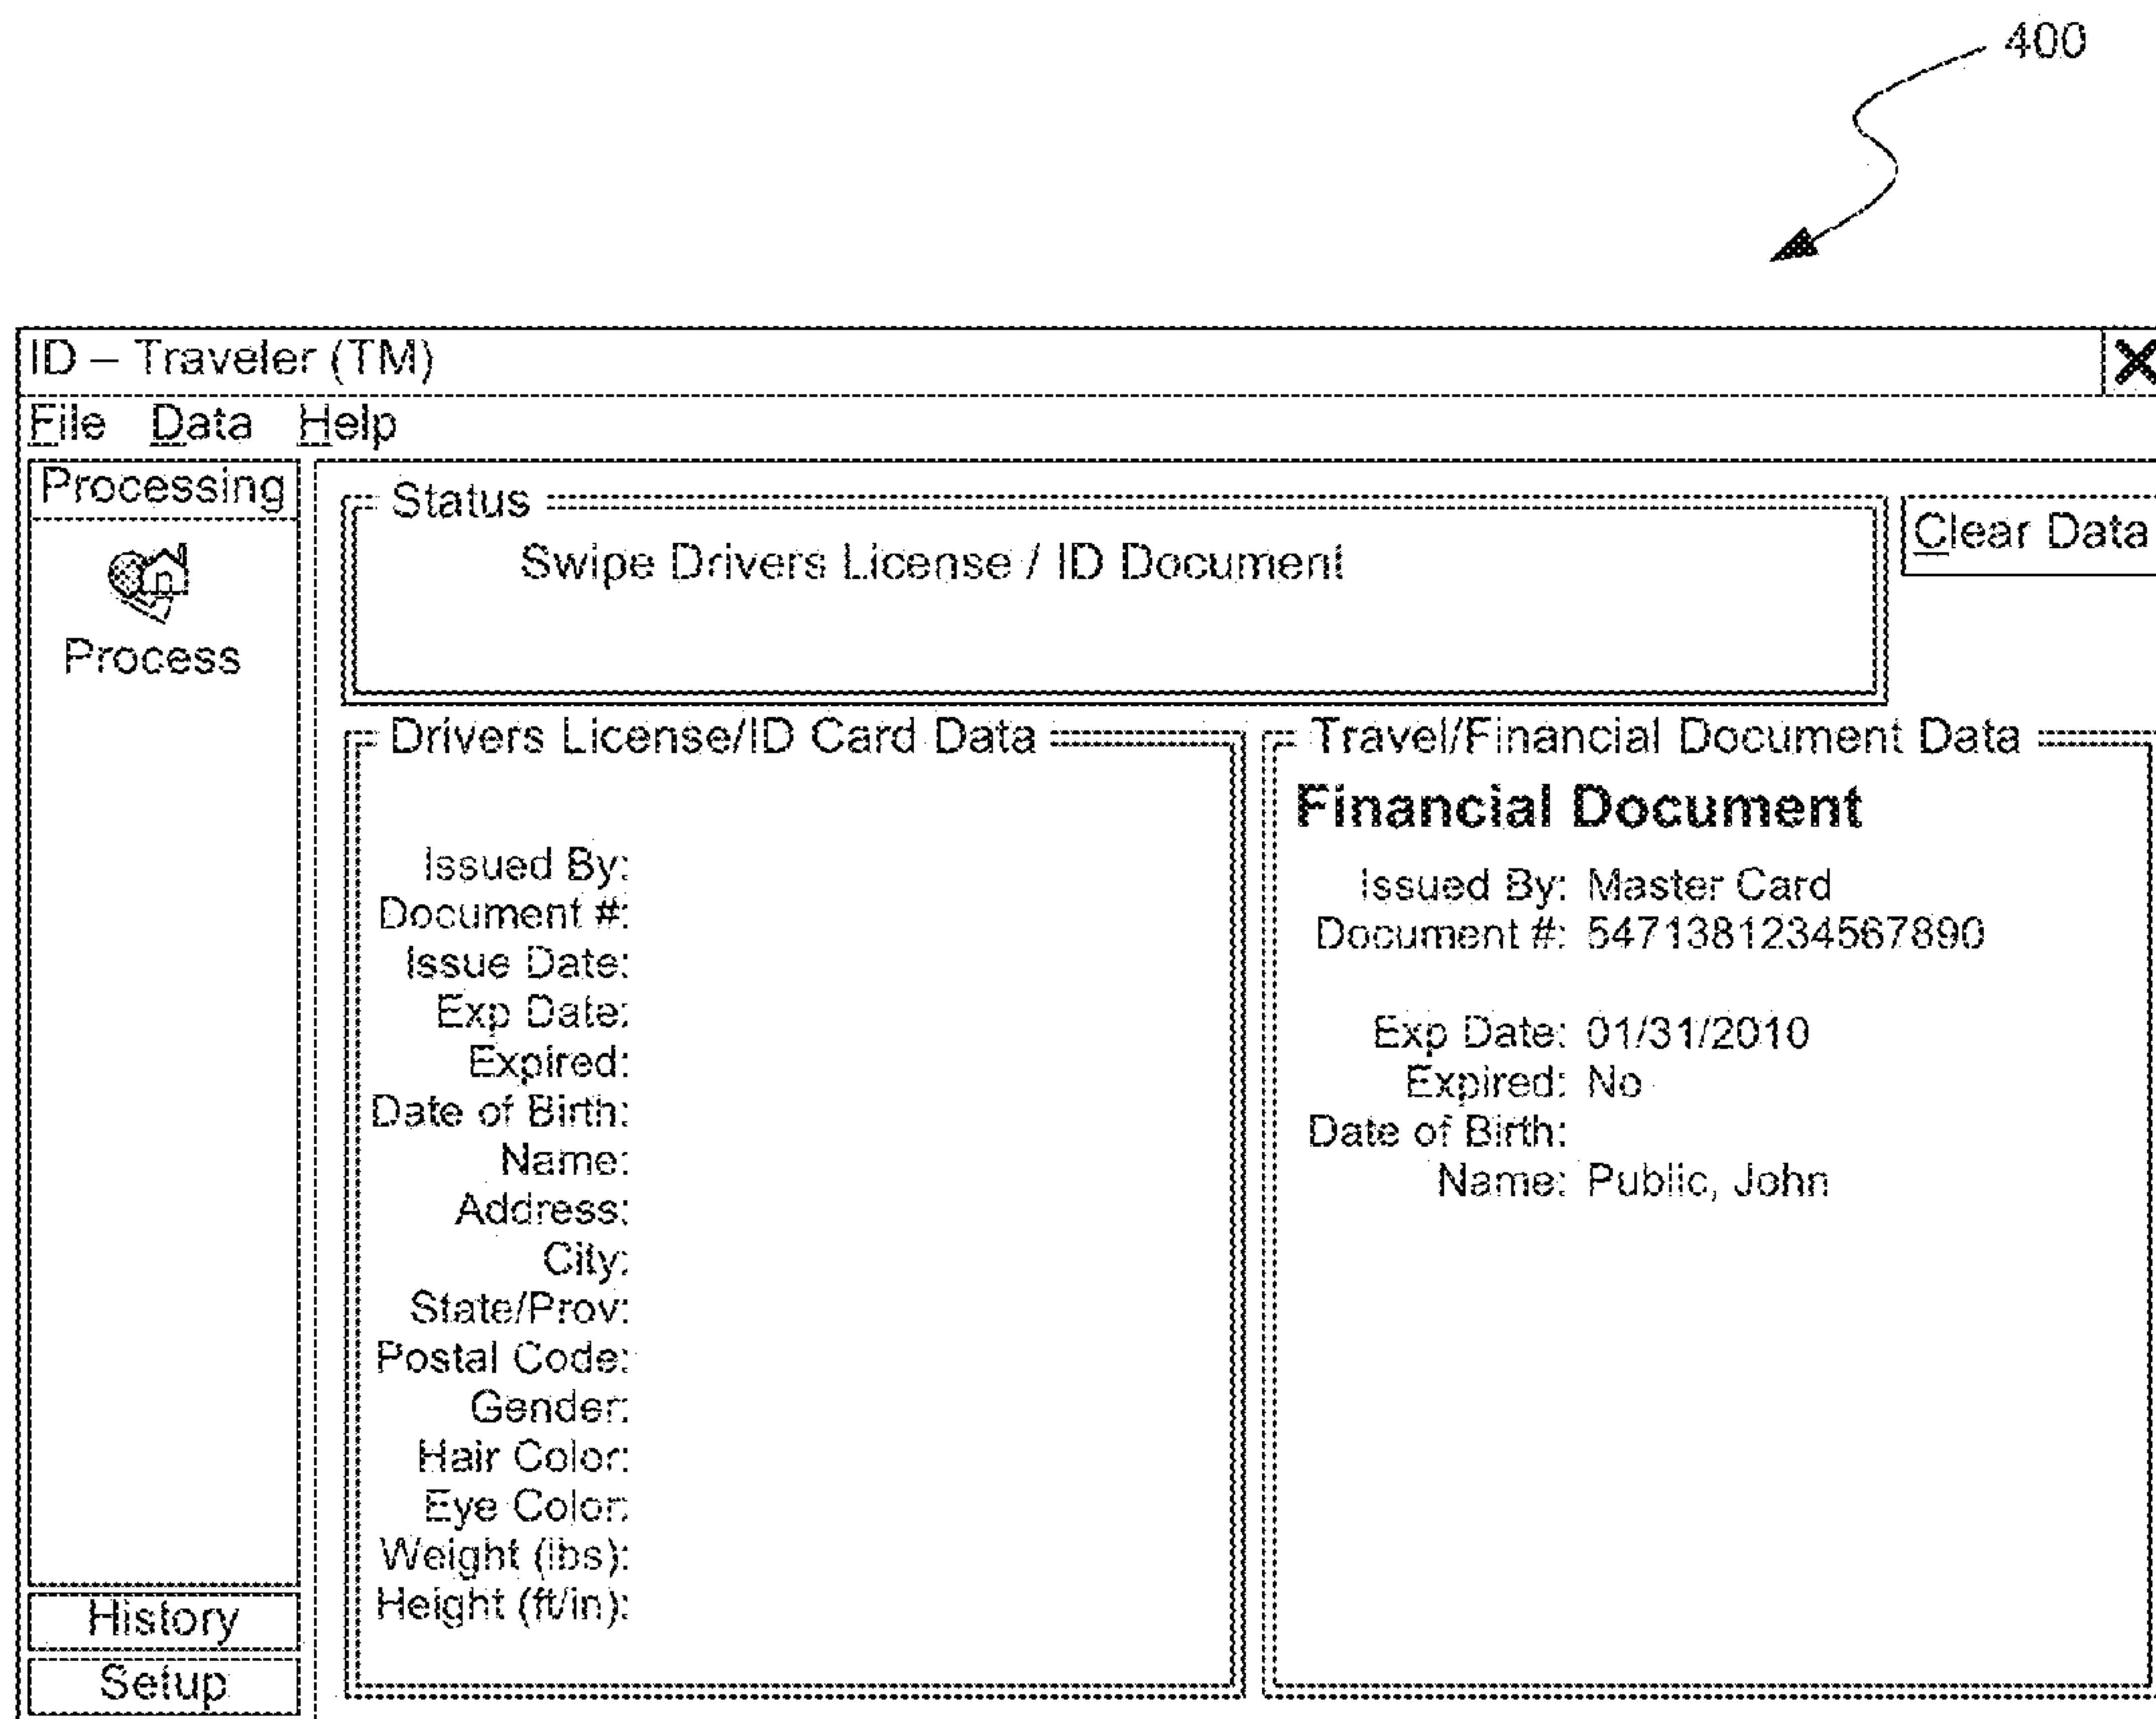 400
ID – Traveler (TM)
X
File Data Help
Processing
Process
Status
Swipe Drivers License / ID Document
Clear Data
Drivers License/ID Card Data
Issued By:
Document #:
Issue Date:
Exp Date:
Expired:
Date of Birth:
Name:
Address:
City:
State/Prov:
Postal Code:
Gender:
Hair Color:
Eye Color:
Weight (lbs):
Height (ft/in):
Travel/Financial Document Data
Financial Document
Issued By: Master Card
Document #: 5471381234567890
Exp Date: 01/31/2010
Expired: No
Date of Birth:
Name: Public, John
History
Setup